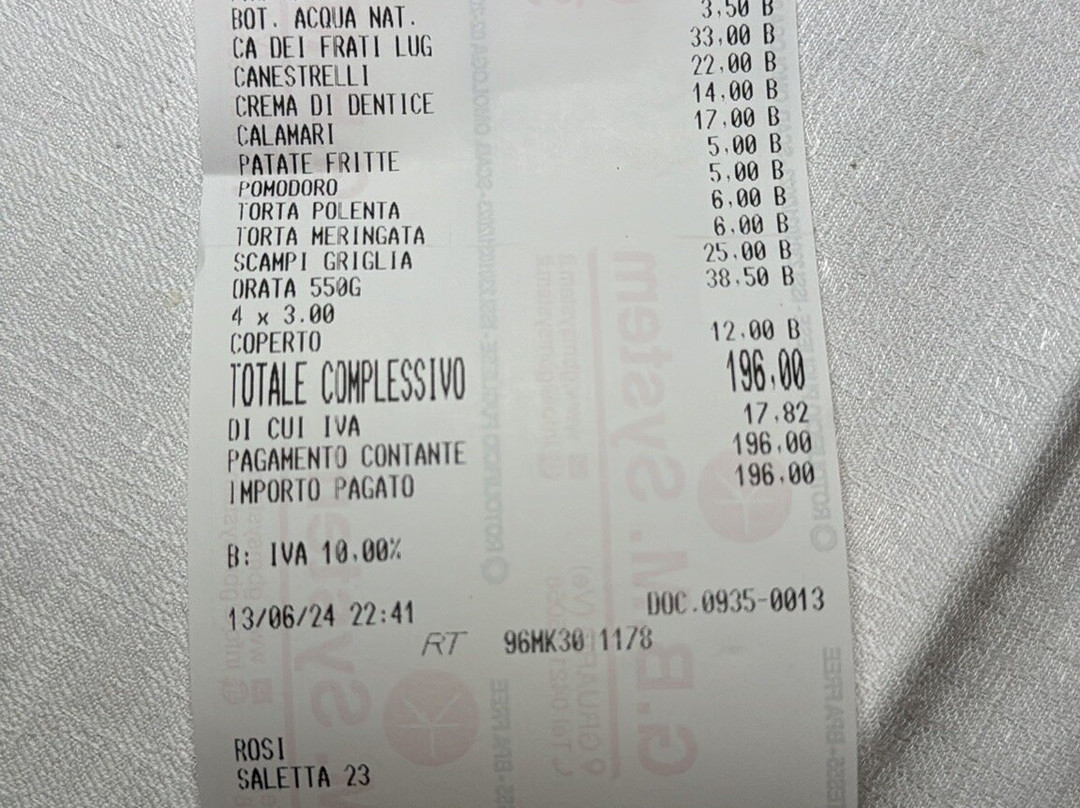 BOT. ACQUA NAT. 3,50 B
CA DEI FRATI LUG 33,00 B
CANESTRELLI 22,00 B
CREMA DI DENTICE 14,00 B
CALAMARI 17,00 B
PATATE FRITTE 5,00 B
POMODORO 5,00 B
TORTA POLENTA 6,00 B
TORTA MERINGATA 6,00 B
SCAMPI GRIGLIA 25,00 B
ORATA 550G 38,50 B
4 x 3.00
COPERTO 12,00 B
TOTALE COMPLESSIVO 196,00
DI CUI IVA 17,82
PAGAMENTO CONTANTE 196,00
IMPORTO PAGATO 196,00
B: IVA 10,00%
13/06/24 22:41 DOC.0935-0013
RT 96MK30 1178
ROSI
SALETTA 23
G.B.M. System